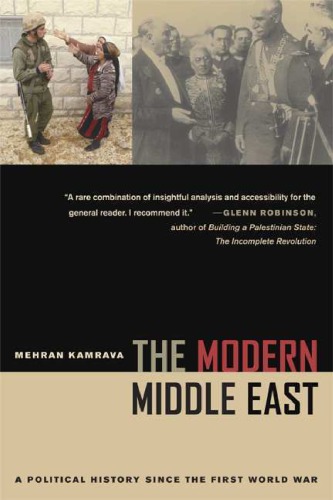 "A rare combination of insightful analysis and accessibility for the
general reader. I recommend it." —GLENN ROBINSON,
author of Building a Palestinian State:
The Incomplete Revolution
MEHRAN KAMRAVA THE MODERN
MIDDLE EAST
A POLITICAL HISTORY SINCE THE FIRST WORLD WAR